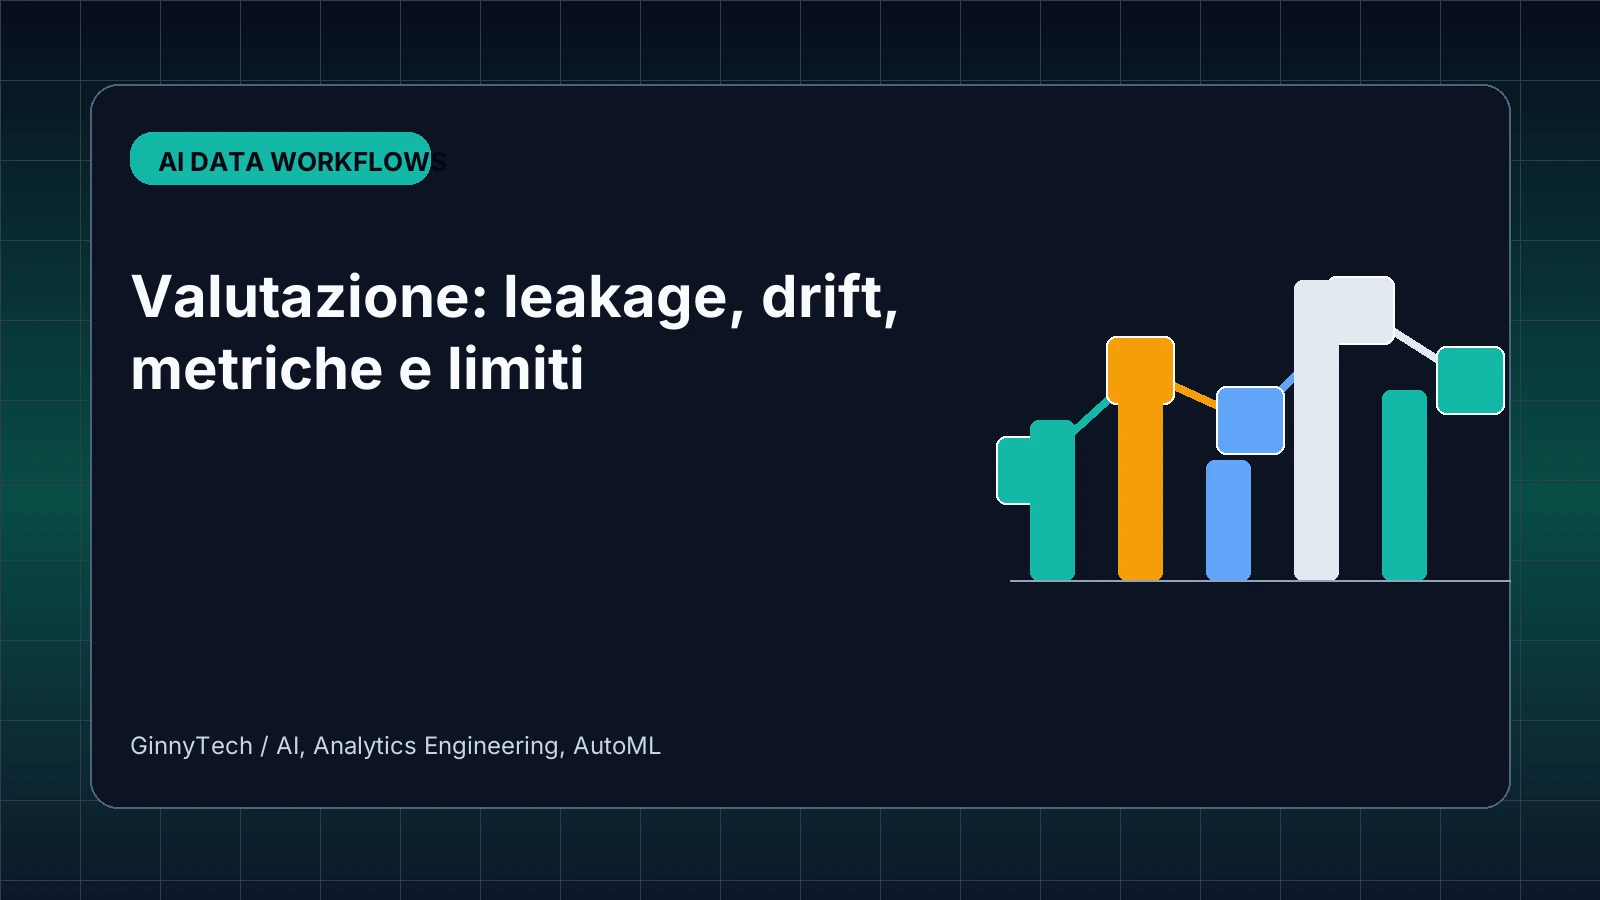 AI DATA WORKFLOWS
Valutazione: leakage, drift,
metriche e limiti
GinnyTech / AI, Analytics Engineering, AutoML